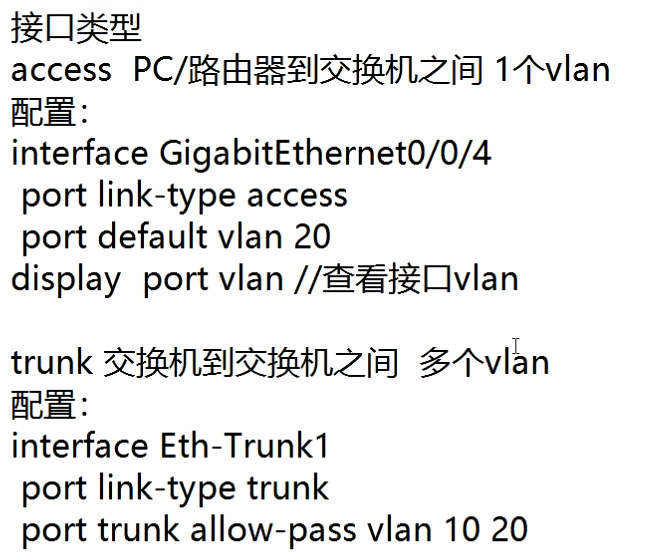 接口类型
access  PC/路由器到交换机之间 1个vlan
配置：
interface GigabitEthernet0/0/4
 port link-type access
 port default vlan 20
display  port vlan //查看接口vlan
trunk 交换机到交换机之间  多个vlan
配置：
interface Eth-Trunk1
 port link-type trunk
 port trunk allow-pass vlan 10 20